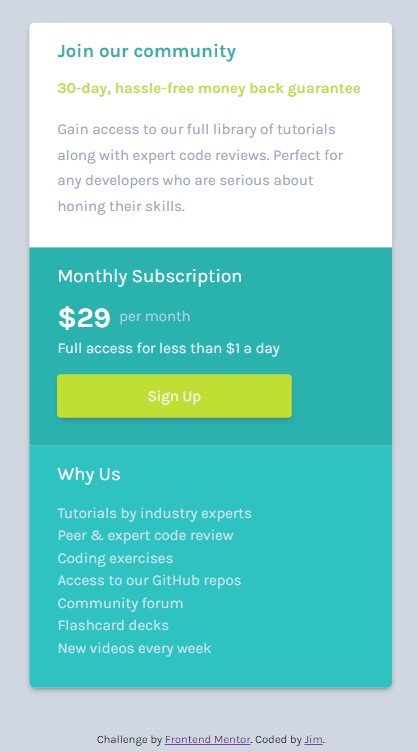 Join our community
30-day, hassle-free money back guarantee
Gain access to our full library of tutorials
along with expert code reviews. Perfect for
any developers who are serious about
honing their skills.
Monthly Subscription
$29 per month
Full access for less than $1 a day
Sign Up
Why Us
Tutorials by industry experts
Peer & expert code review
Coding exercises
Access to our GitHub repos
Community forum
Flashcard decks
New videos every week
Challenge by Frontend Mentor. Coded by Jim.